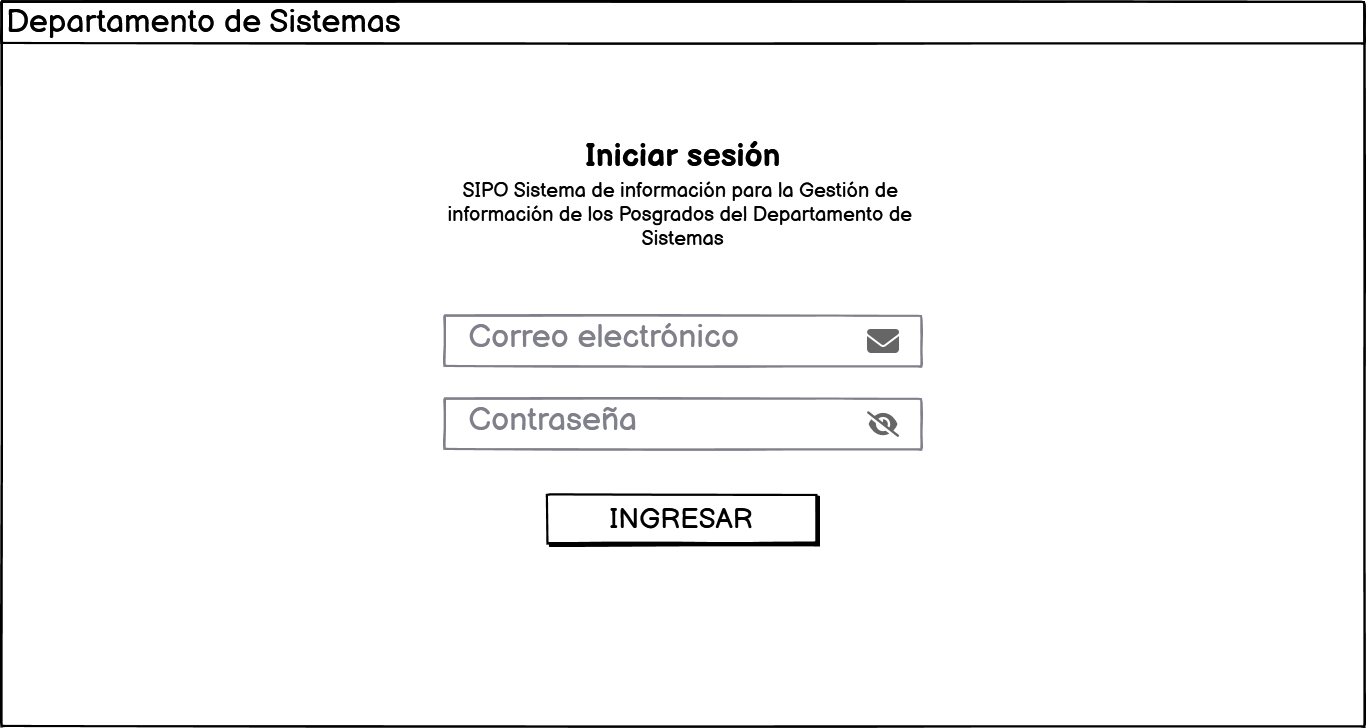 Departamento de Sistemas
Iniciar sesión
SIPO Sistema de información para la Gestión de
información de los Posgrados del Departamento de
Sistemas
Correo electrónico
Contraseña
INGRESAR